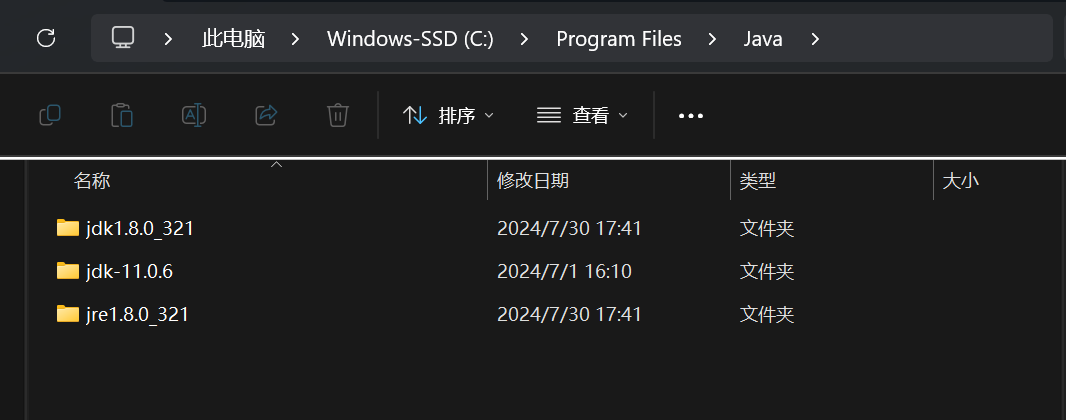 此电脑 Windows-SSD (C:) Program Files Java
排序 查看
名称 修改日期 类型 大小
jdk1.8.0_321 2024/7/30 17:41 文件夹
jdk-11.0.6 2024/7/1 16:10 文件夹
jre1.8.0_321 2024/7/30 17:41 文件夹